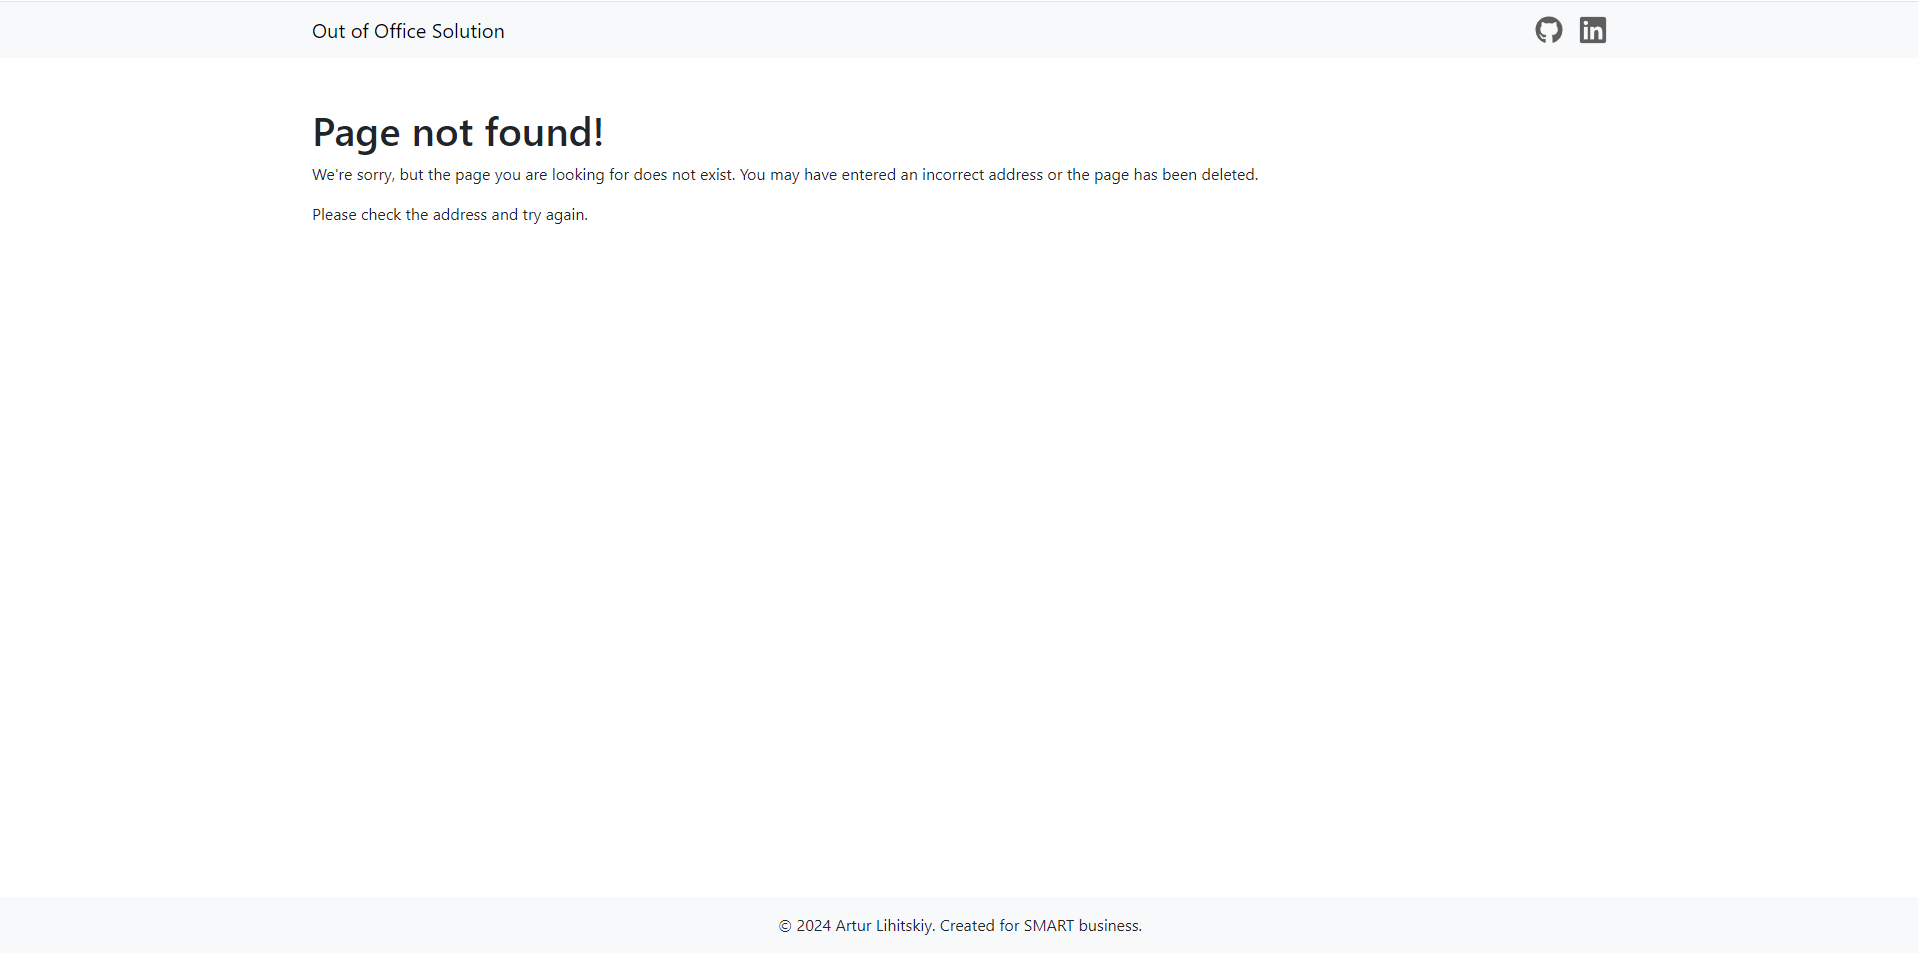 Out of Office Solution
Page not found!
We're sorry, but the page you are looking for does not exist. You may have entered an incorrect address or the page has been deleted.
Please check the address and try again.
© 2024 Artur Lihitskiy. Created for SMART business.